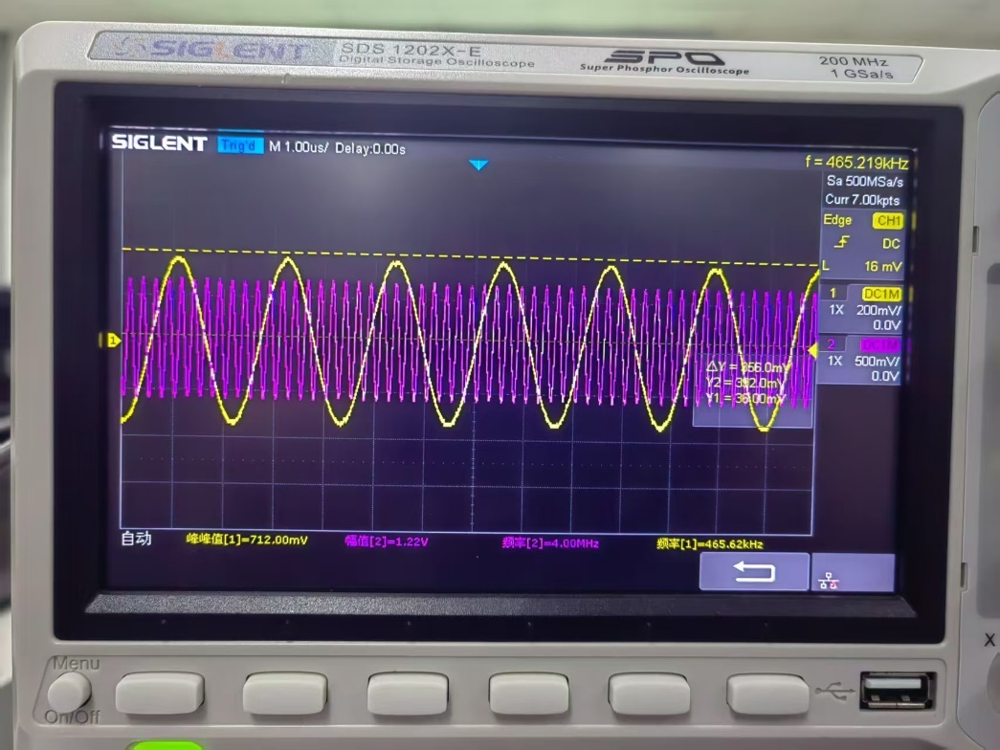 SIGLENT SDS 1202X-E
Digital Storage Oscilloscope
SPO
Super Phosphor Oscilloscope
200 MHz
1 GSa/s
SIGLENT Trig'd M 1.00us/ Delay:0.00s
f = 465.219kHz
Sa 500MSa/s
Curr 7.00kpts
Edge CH1
DC
L 16 mV
1 DC1M
1X 200mV/
0.0V
2 DC1M
1X 500mV/
0.0V
1
ΔY = 356.0mV
Y2 = 392.0mV
Y1 = 36.00mV
自动 峰峰值[1]=712.00mV 幅值[2]=1.22V 频率[2]=4.00MHz 频率[1]=465.62kHz
Menu
On/Off
X